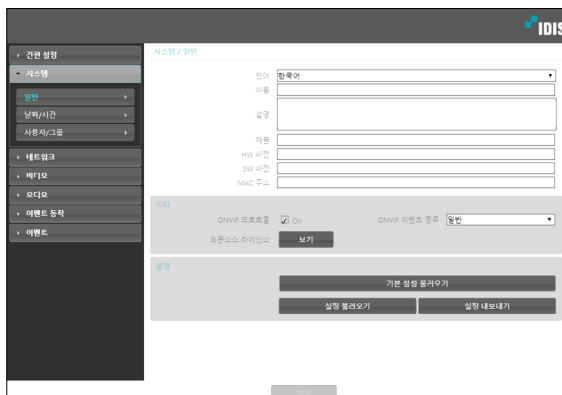 IDIS
간편 설정
시스템
일반
날짜/시간
사용자/그룹
네트워크
비디오
오디오
이벤트 동작
이벤트
시스템 / 일반
언어 한국어
이름
설명
제품
HW 버전
SW 버전
MAC 주소
기타
ONVIF 프로토콜 On ONVIF 이벤트 종류 일반
오픈소스 라이선스 보기
설정
기본 설정 불러오기
설정 불러오기 설정 내보내기